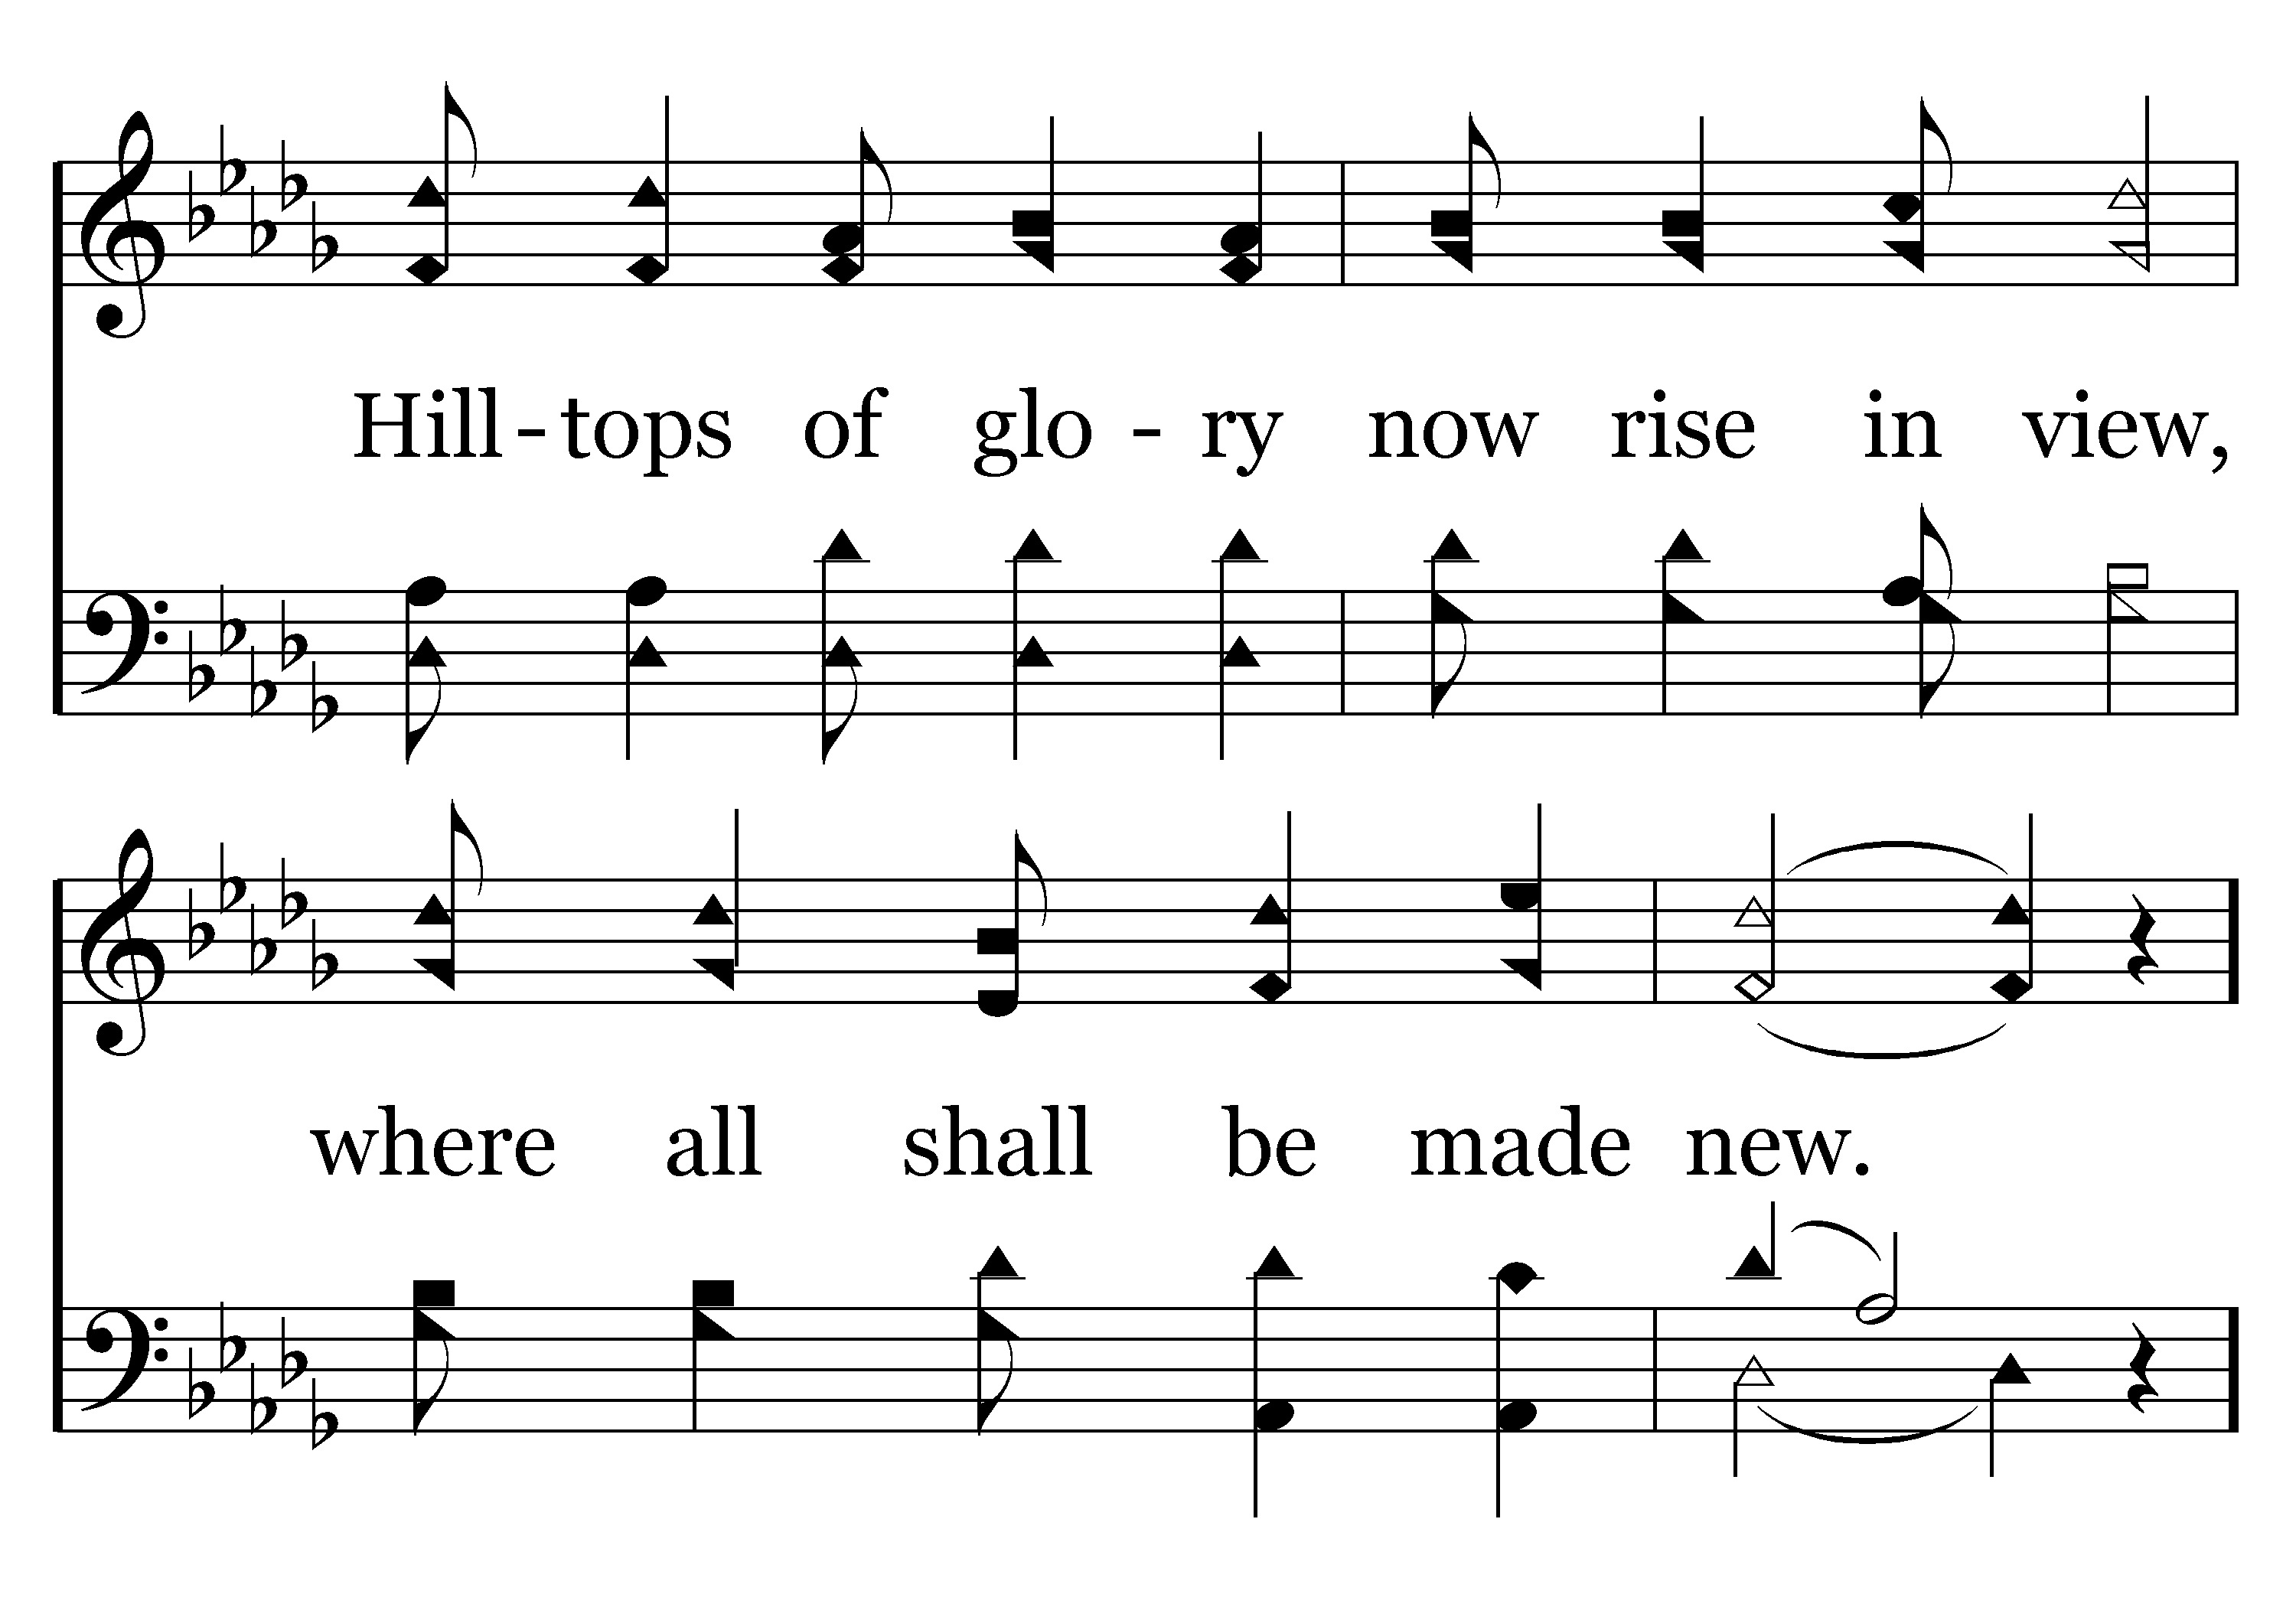 Hill - tops of glo - ry now rise in view,
where all shall be made new.